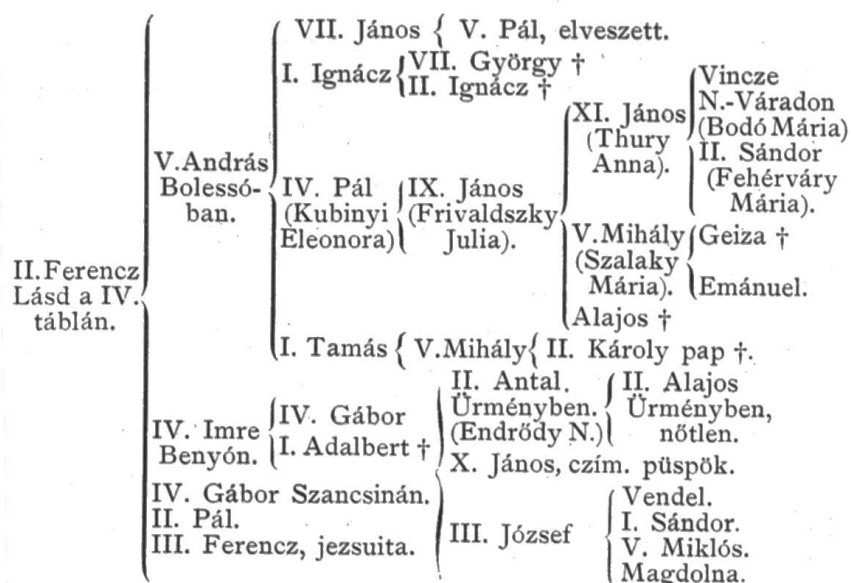 VII. János { V. Pál, elveszett.
I. Ignácz
VII. György †
II. Ignácz †
V. András
Bolessó-
ban.
IV. Pál
(Kubinyi
Eleonora)
IX. János
(Frivaldszky
Julia).
XI. János
(Thury
Anna).
Vincze
N.-Váradon
(Bodó Mária)
II. Sándor
(Fehérváry
Mária).
V. Mihály
(Szalaky
Mária).
Geiza †
Emánuel.
Alajos †
I. Tamás { V. Mihály { II. Károly pap †.
II. Ferencz
Lásd a IV.
táblán.
IV. Imre
Benyón.
IV. Gábor
I. Adalbert †
II. Antal.
Ürményben.
(Endrődy N.)
II. Alajos
Ürményben,
nőtlen.
X. János, czím. püspök.
IV. Gábor Szancsinán.
II. Pál.
III. Ferencz, jezsuita.
III. József
Vendel.
I. Sándor.
V. Miklós.
Magdolna.